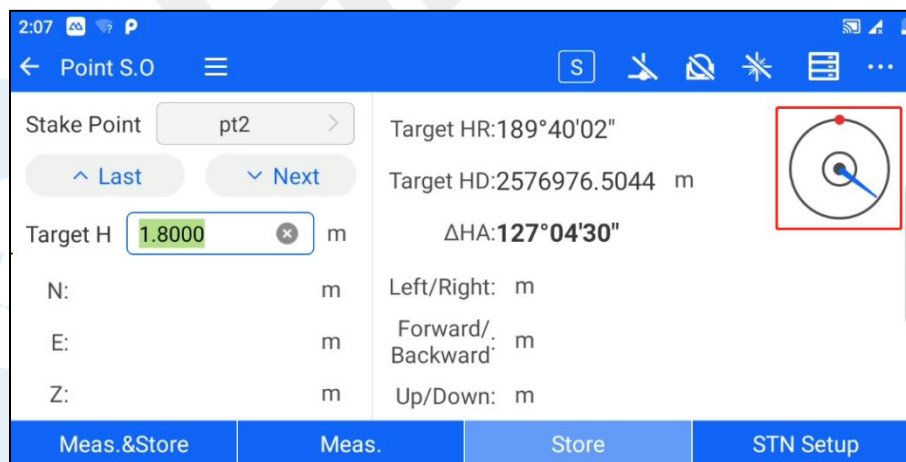 2:07
Point S.O
S
Stake Point pt2
Last Next
Target H 1.8000 m
N: m
E: m
Z: m
Target HR:189°40'02"
Target HD:2576976.5044 m
ΔHA:127°04'30"
Left/Right: m
Forward/
Backward: m
Up/Down: m
Meas.&Store Meas. Store STN Setup